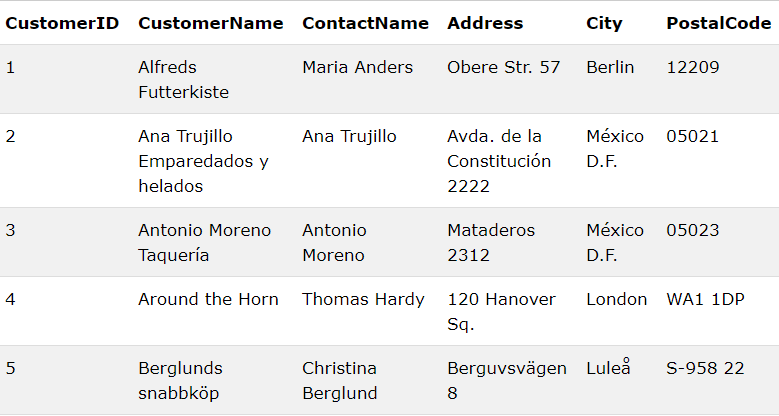 CustomerID CustomerName ContactName Address City PostalCode
1 Alfreds Maria Anders Obere Str. 57 Berlin 12209
Futterkiste
2 Ana Trujillo Ana Trujillo Avda. de la México 05021
Emparedados y Constitución D.F.
helados 2222
3 Antonio Moreno Antonio Mataderos México 05023
Taquería Moreno 2312 D.F.
4 Around the Horn Thomas Hardy 120 Hanover London WA1 1DP
Sq.
5 Berglunds Christina Berguvsvägen Luleå S-958 22
snabbköp Berglund 8